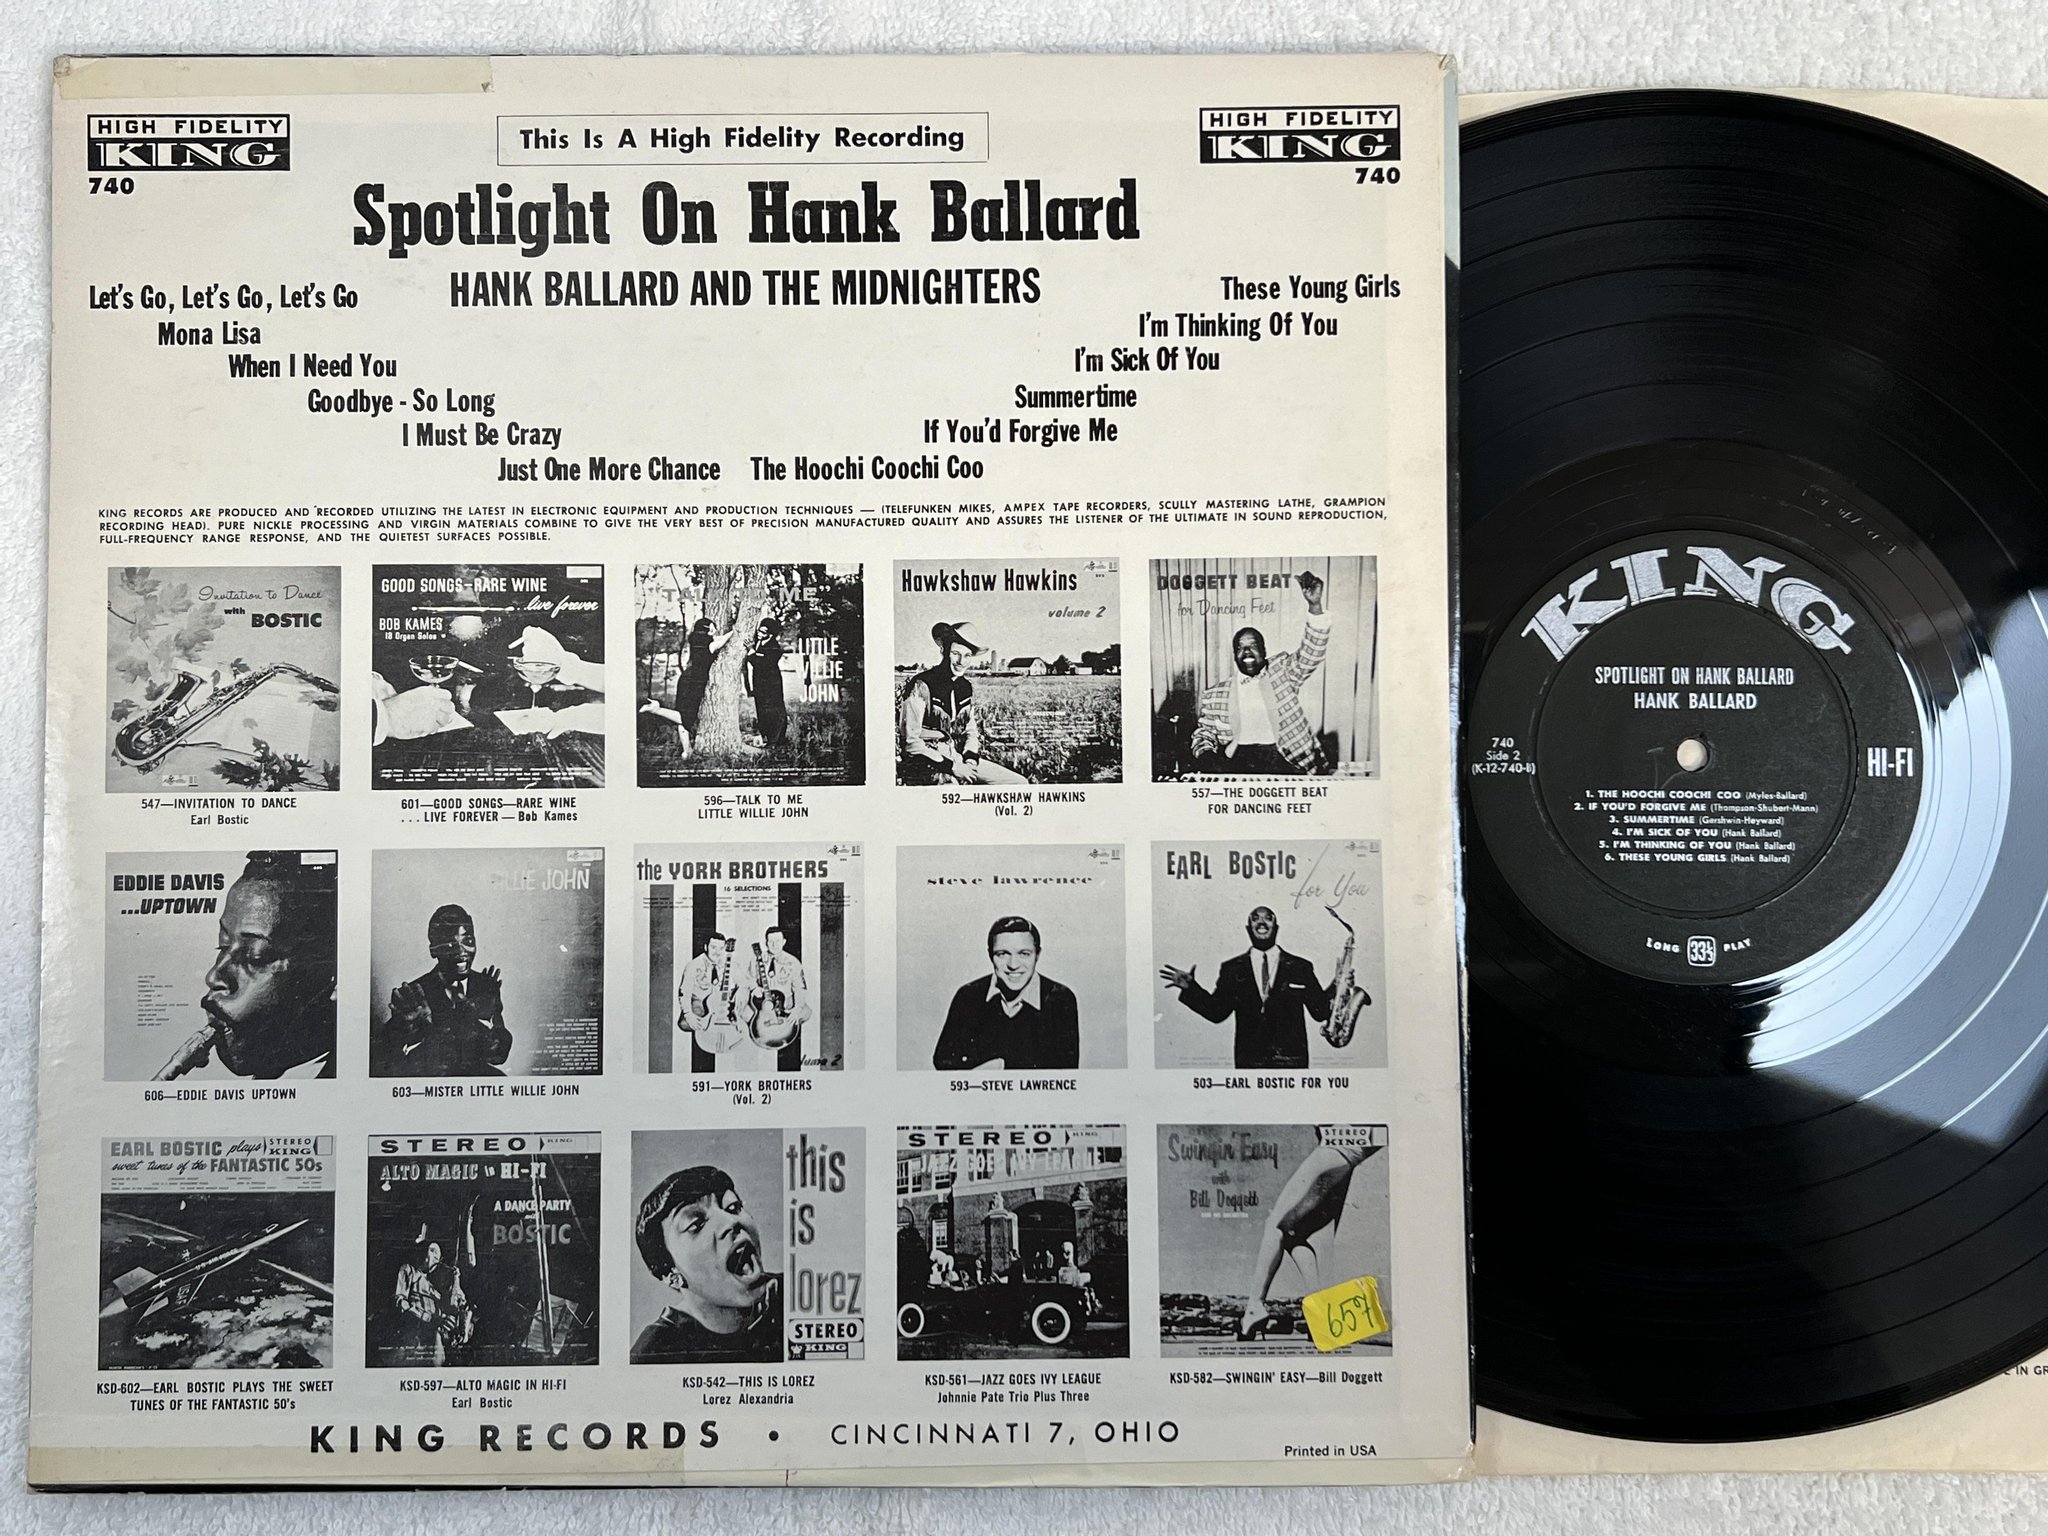 HIGH FIDELITY
KING
740
This Is A High Fidelity Recording
HIGH FIDELITY
KING
740
Spotlight On Hank Ballard
HANK BALLARD AND THE MIDNIGHTERS
Let's Go, Let's Go, Let's Go
Mona Lisa
When I Need You
Goodbye - So Long
I Must Be Crazy
Just One More Chance
These Young Girls
I'm Thinking Of You
I'm Sick Of You
Summertime
If You'd Forgive Me
The Hoochi Coochi Coo
KING RECORDS ARE PRODUCED AND RECORDED UTILIZING THE LATEST IN ELECTRONIC EQUIPMENT AND PRODUCTION TECHNIQUES — (TELEFUNKEN MIKES, AMPEX TAPE RECORDERS, SCULLY MASTERING LATHE, GRAMPION
RECORDING HEAD). PURE NICKLE PROCESSING AND VIRGIN MATERIALS COMBINE TO GIVE THE VERY BEST OF PRECISION MANUFACTURED QUALITY AND ASSURES THE LISTENER OF THE ULTIMATE IN SOUND REPRODUCTION,
FULL-FREQUENCY RANGE RESPONSE, AND THE QUIETEST SURFACES POSSIBLE.
Invitation to Dance
with
BOSTIC
547—INVITATION TO DANCE
Earl Bostic
GOOD SONGS—RARE WINE
...live forever
BOB KAMES
18 Organ Solos
601—GOOD SONGS—RARE WINE
. . . LIVE FOREVER — Bob Kames
"TALK TO ME"
LITTLE
WILLIE
JOHN
596—TALK TO ME
LITTLE WILLIE JOHN
Hawkshaw Hawkins
volume 2
592—HAWKSHAW HAWKINS
(Vol. 2)
DOGGETT BEAT
for Dancing Feet
557—THE DOGGETT BEAT
FOR DANCING FEET
EDDIE DAVIS
...UPTOWN
606—EDDIE DAVIS UPTOWN
WILLIE JOHN
603—MISTER LITTLE WILLIE JOHN
the YORK BROTHERS
16 SELECTIONS
volume 2
591—YORK BROTHERS
(Vol. 2)
steve lawrence
593—STEVE LAWRENCE
EARL BOSTIC
for You
503—EARL BOSTIC FOR YOU
EARL BOSTIC plays
STEREO
KING
sweet tunes of the FANTASTIC 50s
KSD-602—EARL BOSTIC PLAYS THE SWEET
TUNES OF THE FANTASTIC 50's
STEREO
KING
ALTO MAGIC in HI-FI
A DANCE PARTY
with
BOSTIC
KSD-597—ALTO MAGIC IN HI-FI
Earl Bostic
this
is
lorez
STEREO
KING
KSD-542—THIS IS LOREZ
Lorez Alexandria
STEREO
KING
JAZZ GOES IVY LEAGUE
KSD-561—JAZZ GOES IVY LEAGUE
Johnnie Pate Trio Plus Three
Swingin' Easy
with
Bill Doggett
STEREO
KING
657
KSD-582—SWINGIN' EASY—Bill Doggett
KING RECORDS • CINCINNATI 7, OHIO
Printed in USA
KING
SPOTLIGHT ON HANK BALLARD
HANK BALLARD
740
Side 2
(K-12-740-B)
HI-FI
1. THE HOOCHI COOCHI COO (Myles-Ballard)
2. IF YOU'D FORGIVE ME (Thompson-Shubert-Mann)
3. SUMMERTIME (Gershwin-Heyward)
4. I'M SICK OF YOU (Hank Ballard)
5. I'M THINKING OF YOU (Hank Ballard)
6. THESE YOUNG GIRLS (Hank Ballard)
LONG 33⅓ PLAY